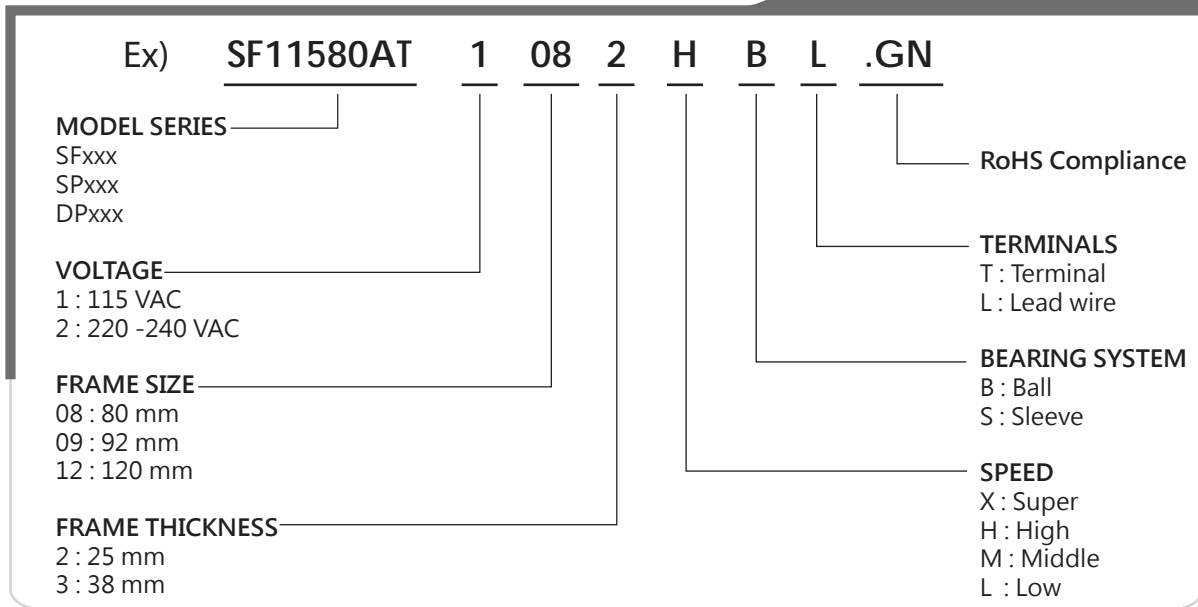 Ex) SF11580AT 1 08 2 H B L .GN
MODEL SERIES
SFxxx
SPxxx
DPxxx
VOLTAGE
1 : 115 VAC
2 : 220 -240 VAC
FRAME SIZE
08 : 80 mm
09 : 92 mm
12 : 120 mm
FRAME THICKNESS
2 : 25 mm
3 : 38 mm
RoHS Compliance
TERMINALS
T : Terminal
L : Lead wire
BEARING SYSTEM
B : Ball
S : Sleeve
SPEED
X : Super
H : High
M : Middle
L : Low